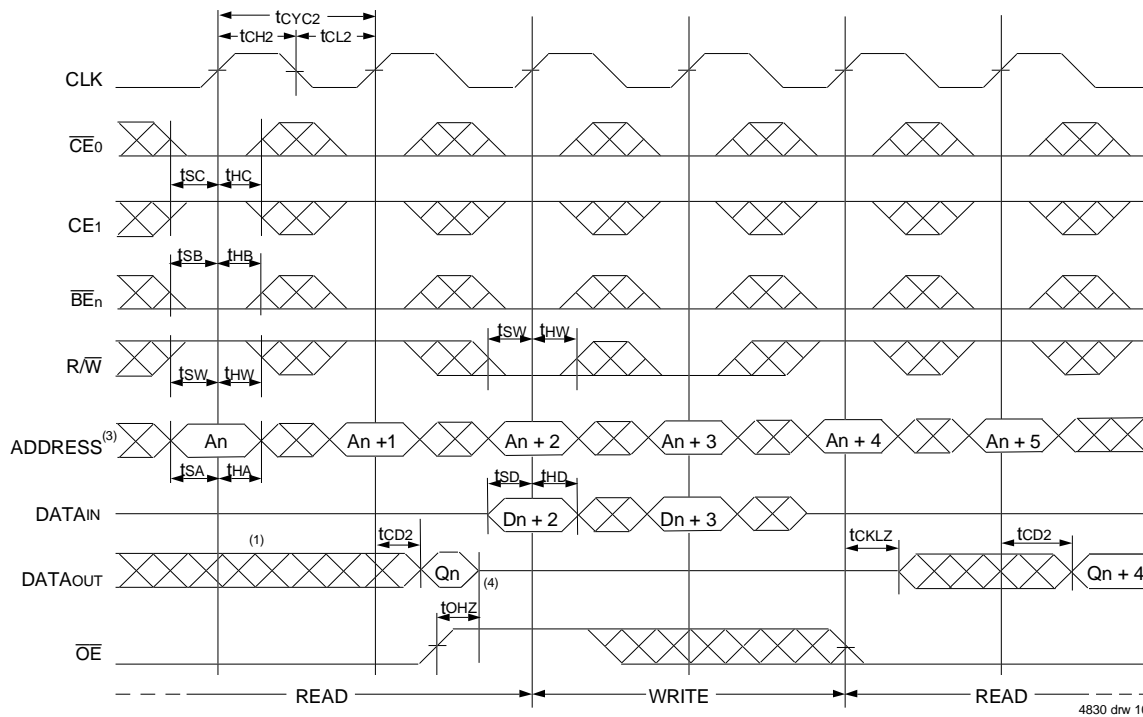 tCYC2
tCH2 tCL2
CLK
CE0
tSC tHC
CE1
tSB tHB
BEn
tSW tHW
R/W
tSW tHW
ADDRESS(3) An An +1 An + 2 An + 3 An + 4 An + 5
tSA tHA tSD tHD
DATAIN Dn + 2 Dn + 3
(1) tCD2 tCKLZ tCD2
DATAOUT Qn (4) Qn + 4
tOHZ
OE
READ WRITE READ
4830 drw 10